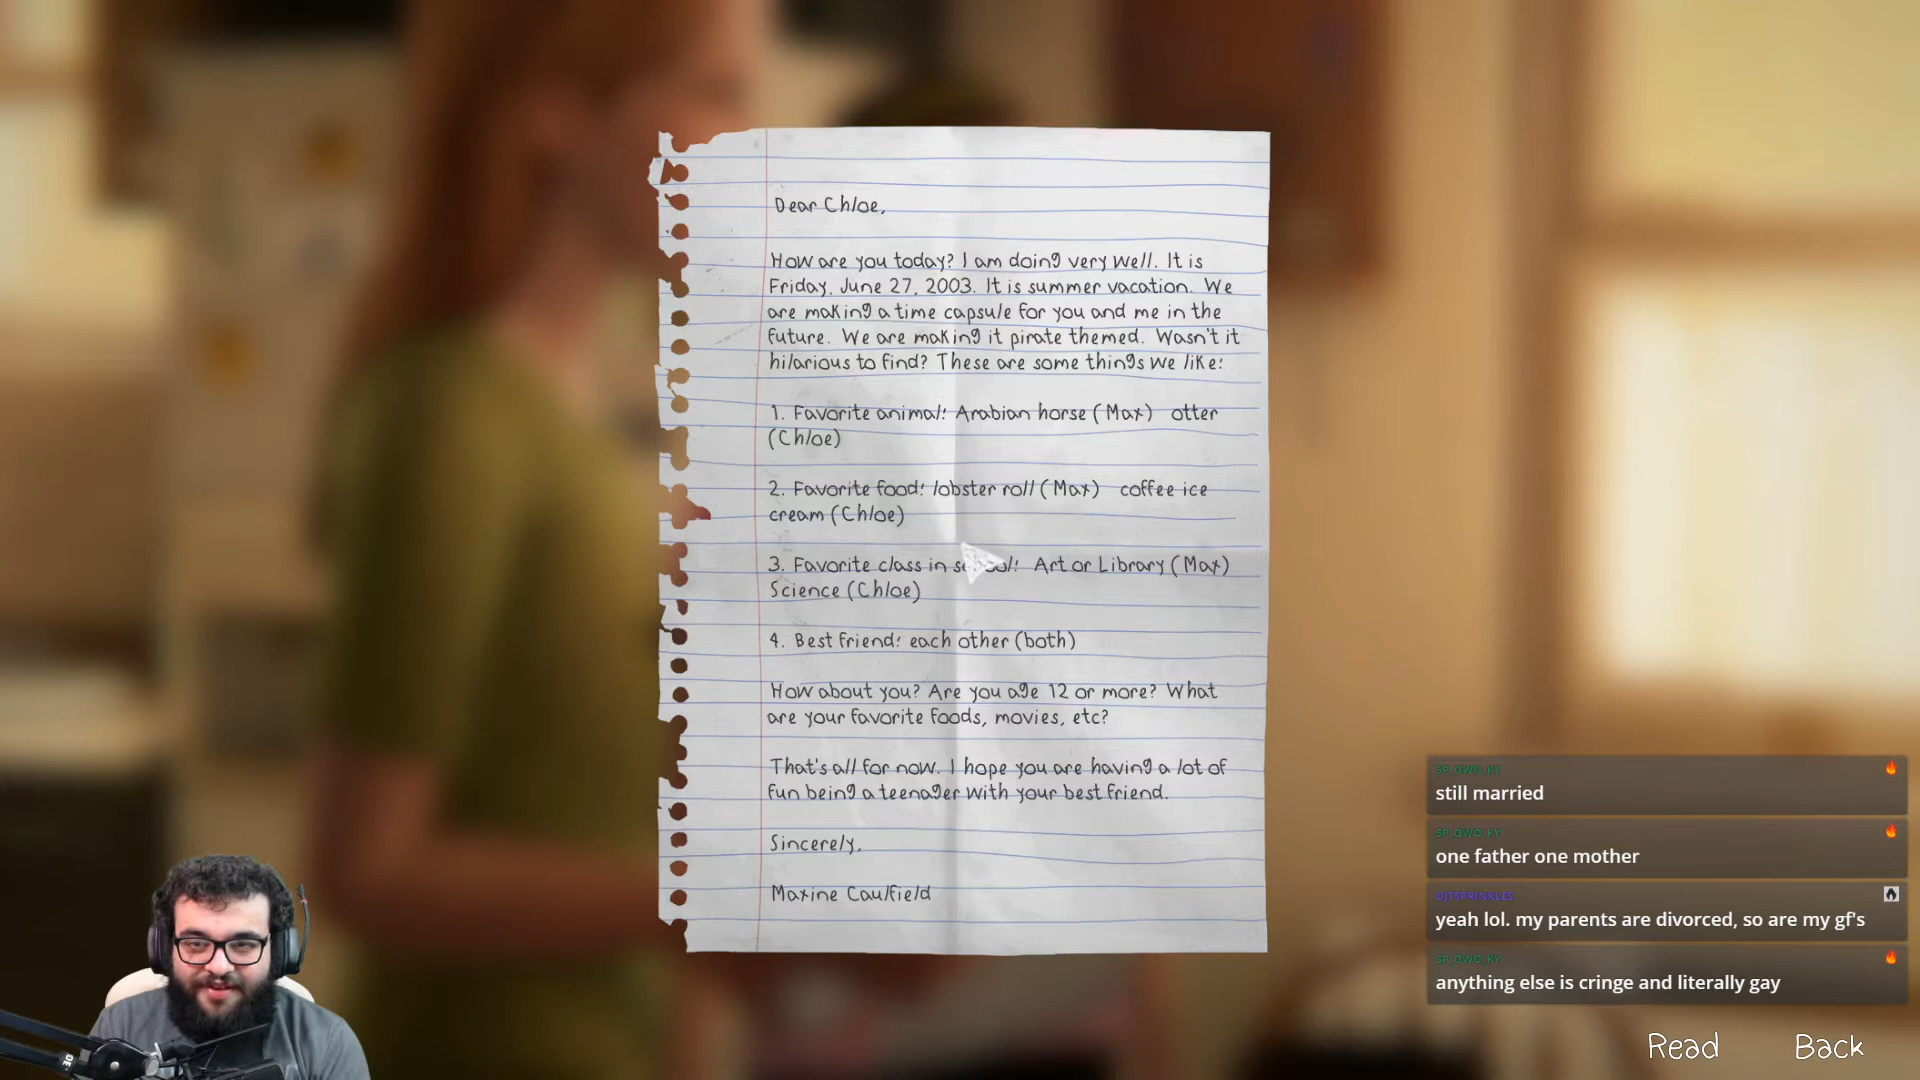 Dear Chloe,
How are you today? I am doing very well. It is
Friday, June 27, 2003. It is summer vacation. We
are making a time capsule for you and me in the
future. We are making it pirate themed. Wasn't it
hilarious to find? These are some things we like:
1. Favorite animal: Arabian horse (Max) otter
(Chloe)
2. Favorite food: lobster roll (Max) coffee ice
cream (Chloe)
3. Favorite class in school: Art or Library (Max)
Science (Chloe)
4. Best friend: each other (both)
How about you? Are you age 12 or more? What
are your favorite foods, movies, etc?
That's all for now. I hope you are having a lot of
fun being a teenager with your best friend.
Sincerely,
Maxine Caulfield
SP_OWO_KY
still married
SP_OWO_KY
one father one mother
DJTSPRINKLES
yeah lol. my parents are divorced, so are my gf's
SP_OWO_KY
anything else is cringe and literally gay
Read Back